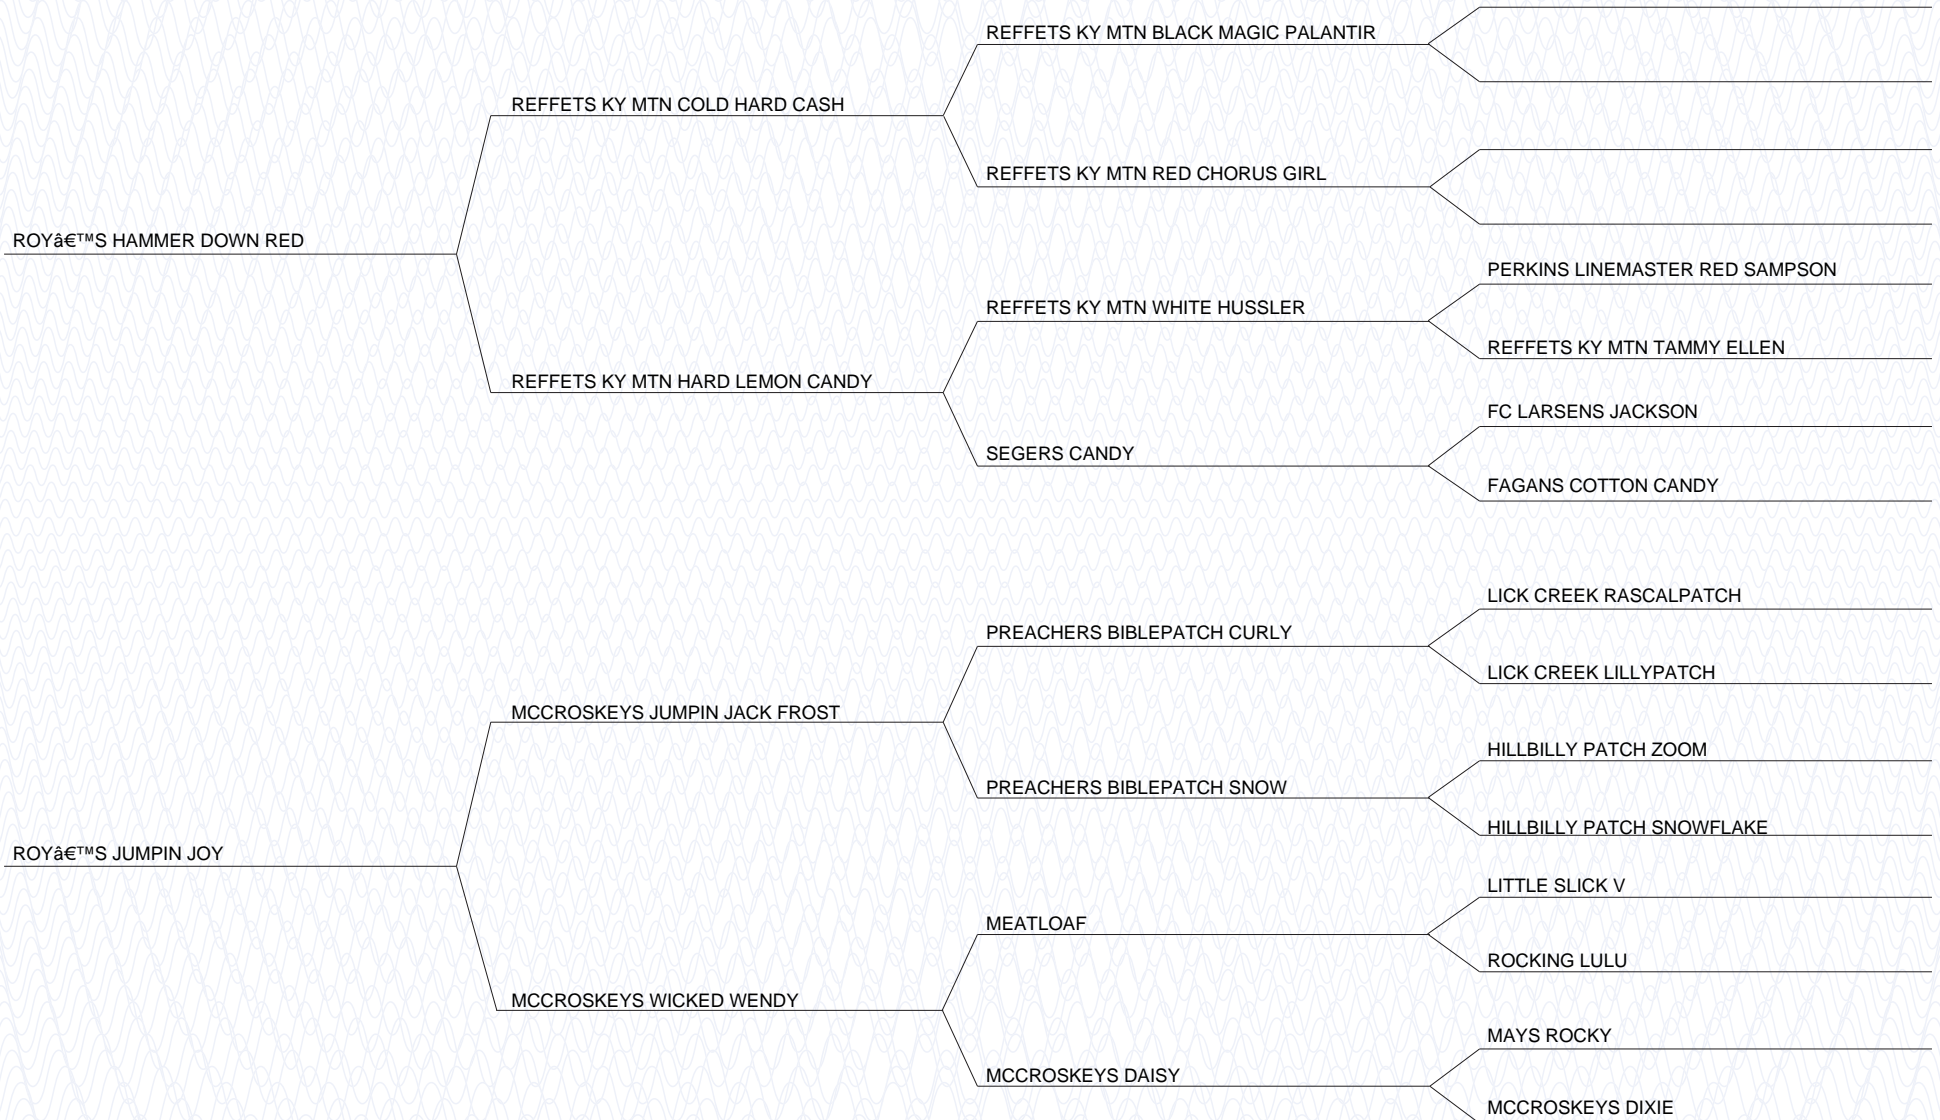 REFFETS KY MTN BLACK MAGIC PALANTIR
REFFETS KY MTN COLD HARD CASH
REFFETS KY MTN RED CHORUS GIRL
ROYâ€™S HAMMER DOWN RED
PERKINS LINEMASTER RED SAMPSON
REFFETS KY MTN WHITE HUSSLER
REFFETS KY MTN TAMMY ELLEN
REFFETS KY MTN HARD LEMON CANDY
FC LARSENS JACKSON
SEGERS CANDY
FAGANS COTTON CANDY
LICK CREEK RASCALPATCH
PREACHERS BIBLEPATCH CURLY
LICK CREEK LILLYPATCH
MCCROSKEYS JUMPIN JACK FROST
HILLBILLY PATCH ZOOM
PREACHERS BIBLEPATCH SNOW
HILLBILLY PATCH SNOWFLAKE
ROYâ€™S JUMPIN JOY
LITTLE SLICK V
MEATLOAF
ROCKING LULU
MCCROSKEYS WICKED WENDY
MAYS ROCKY
MCCROSKEYS DAISY
MCCROSKEYS DIXIE